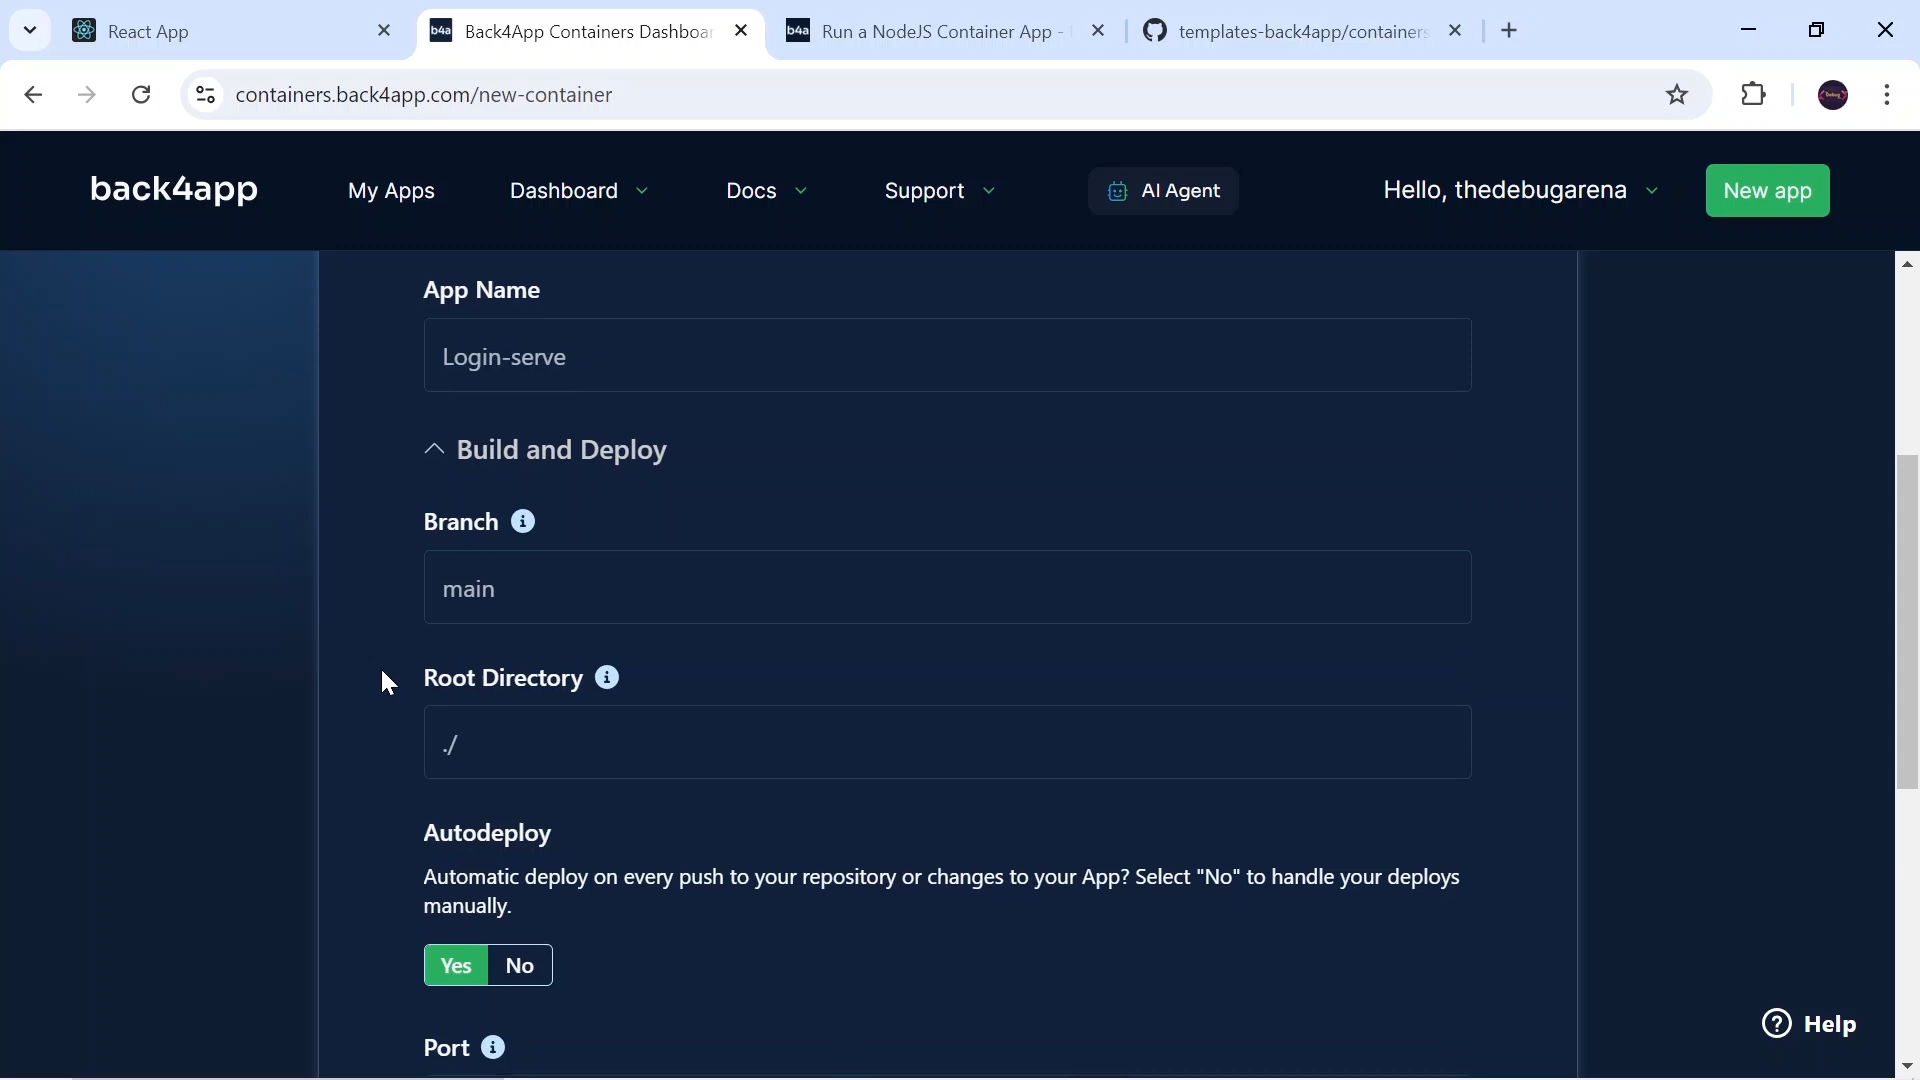 React App
Back4App Containers Dashboar
Run a NodeJS Container App -
templates-back4app/containers
containers.back4app.com/new-container
back4app
My Apps
Dashboard
Docs
Support
AI Agent
Hello, thedebugarena
New app
App Name
Login-serve
Build and Deploy
Branch
main
Root Directory
./
Autodeploy
Automatic deploy on every push to your repository or changes to your App? Select "No" to handle your deploys
manually.
Yes No
Port
Help